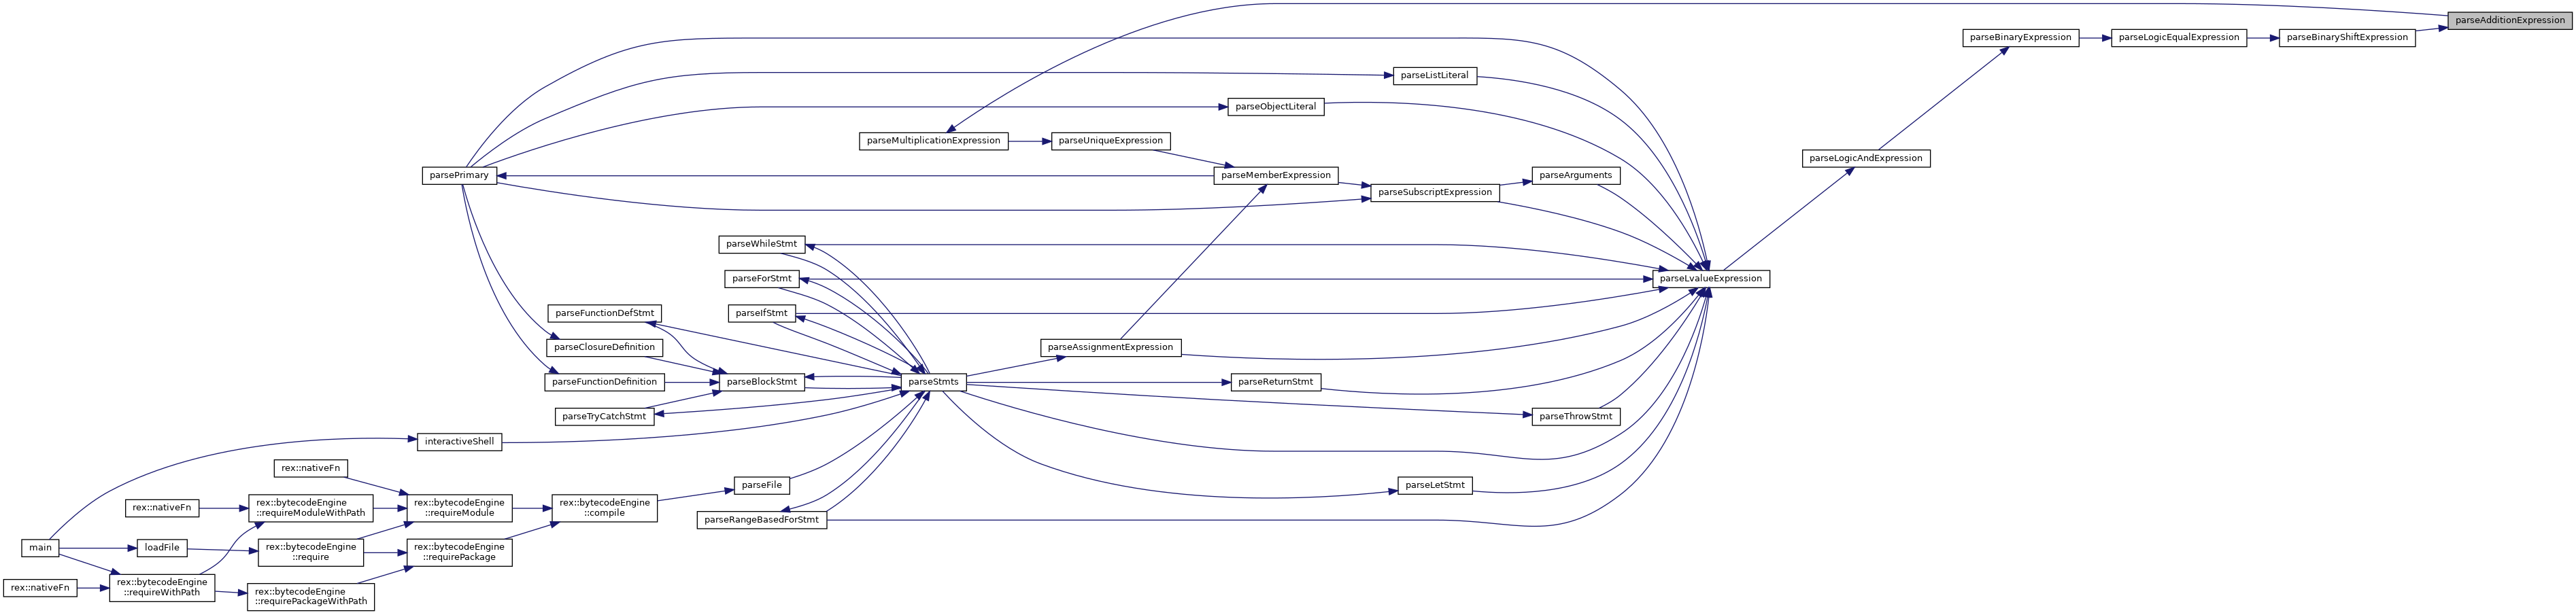 parseAdditionExpression
parseBinaryExpression
parseLogicEqualExpression
parseBinaryShiftExpression
parseListLiteral
parseObjectLiteral
parseMultiplicationExpression
parseUniqueExpression
parseLogicAndExpression
parsePrimary
parseMemberExpression
parseArguments
parseSubscriptExpression
parseWhileStmt
parseForStmt
parseLvalueExpression
parseFunctionDefStmt
parseIfStmt
parseClosureDefinition
parseAssignmentExpression
parseFunctionDefinition
parseBlockStmt
parseStmts
parseReturnStmt
parseTryCatchStmt
parseThrowStmt
interactiveShell
rex::nativeFn
parseFile
parseLetStmt
rex::nativeFn
rex::bytecodeEngine
::requireModuleWithPath
rex::bytecodeEngine
::requireModule
rex::bytecodeEngine
::compile
parseRangeBasedForStmt
main
loadFile
rex::bytecodeEngine
::require
rex::bytecodeEngine
::requirePackage
rex::nativeFn
rex::bytecodeEngine
::requireWithPath
rex::bytecodeEngine
::requirePackageWithPath